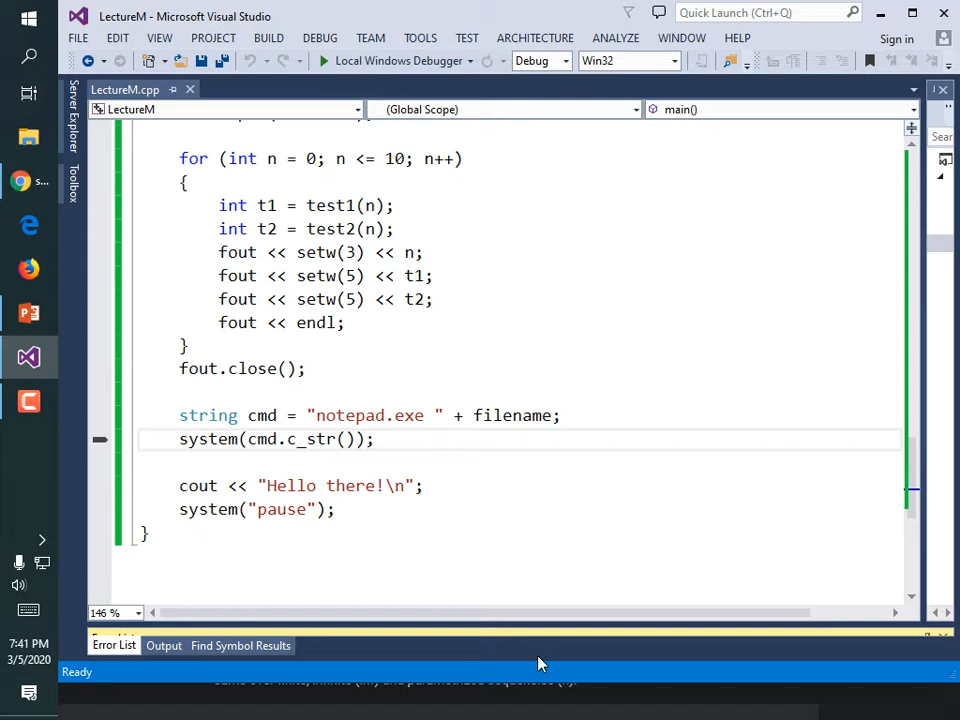 LectureM - Microsoft Visual Studio
Quick Launch (Ctrl+Q)
FILE EDIT VIEW PROJECT BUILD DEBUG TEAM TOOLS TEST ARCHITECTURE ANALYZE WINDOW HELP
Sign in
Local Windows Debugger Debug Win32
LectureM.cpp
LectureM (Global Scope) main()
Server Explorer
Toolbox
Sear
s...
for (int n = 0; n <= 10; n++)
{
int t1 = test1(n);
int t2 = test2(n);
fout << setw(3) << n;
fout << setw(5) << t1;
fout << setw(5) << t2;
fout << endl;
}
fout.close();
string cmd = "notepad.exe " + filename;
system(cmd.c_str());
cout << "Hello there!\n";
system("pause");
}
146 %
Error List Output Find Symbol Results
Ready
7:41 PM
3/5/2020